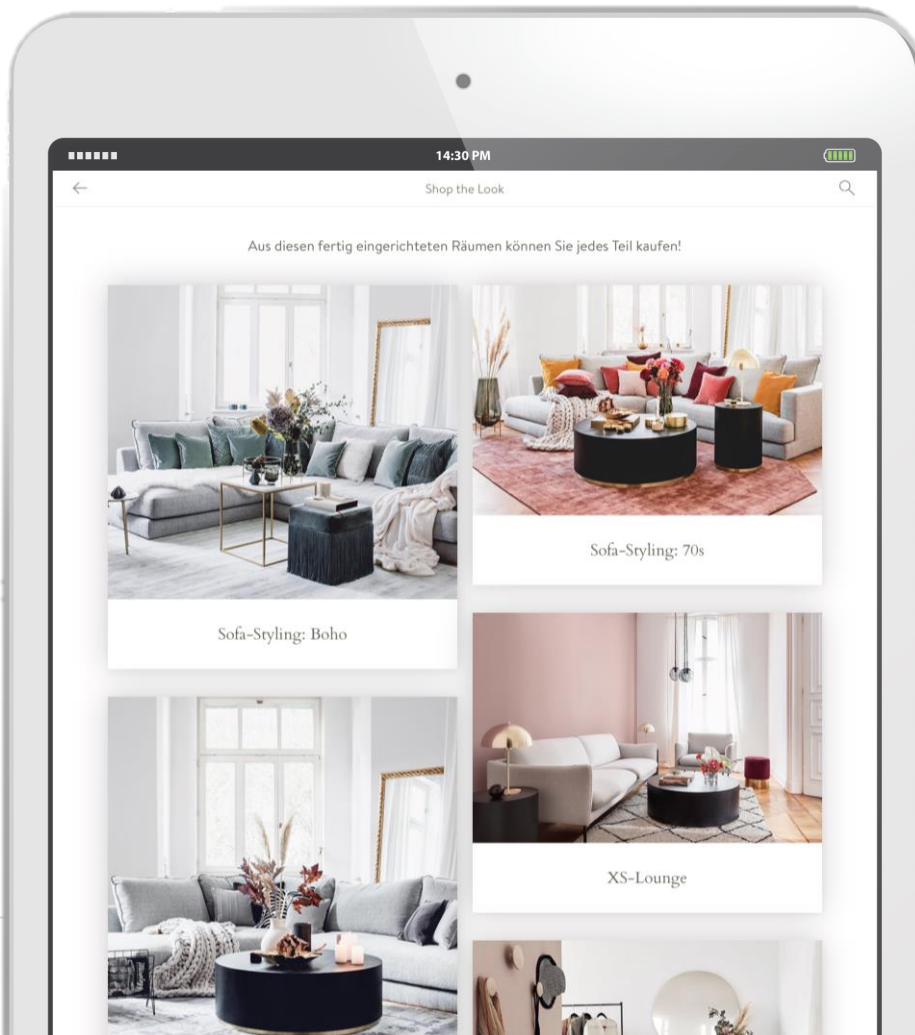 14:30 PM
Shop the Look
Aus diesen fertig eingerichteten Räumen können Sie jedes Teil kaufen!
Sofa-Styling: Boho
Sofa-Styling: 70s
XS-Lounge